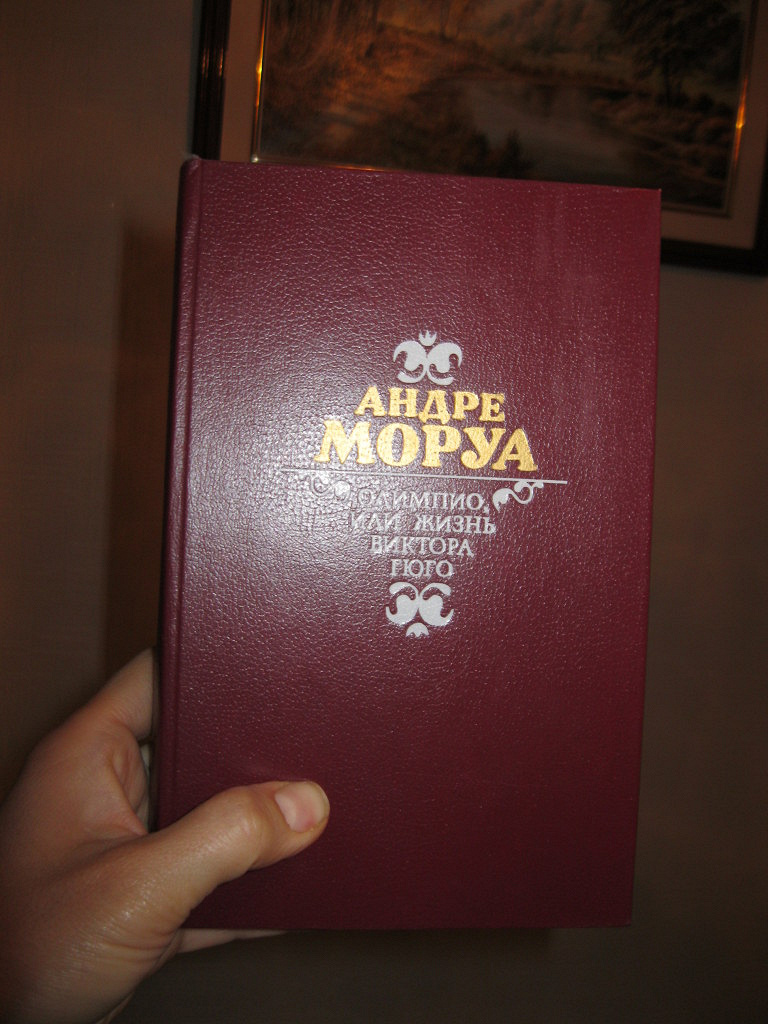 АНДРЕ
МОРУА
ОЛИМПИО,
ИЛИ ЖИЗНЬ
ВИКТОРА
ГЮГО